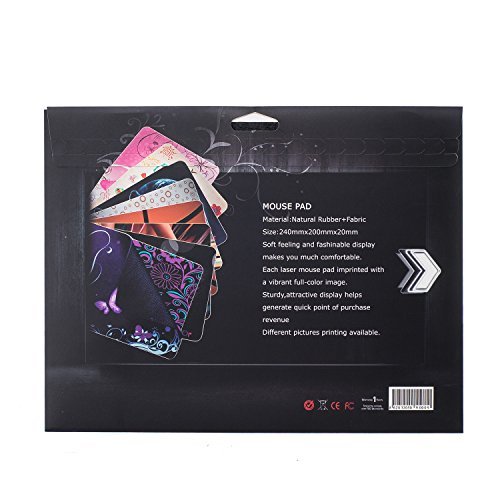 MOUSE PAD
Material:Natural Rubber+Fabric
Size:240mmx200mmx20mm
Soft feeling and fashinable display
makes you much comfortable.
Each laser mouse pad imprinted with
a vibrant full-color image.
Sturdy,attractive display helps
generate quick point of purchase
revenue
Different pictures printing available.
CE FC